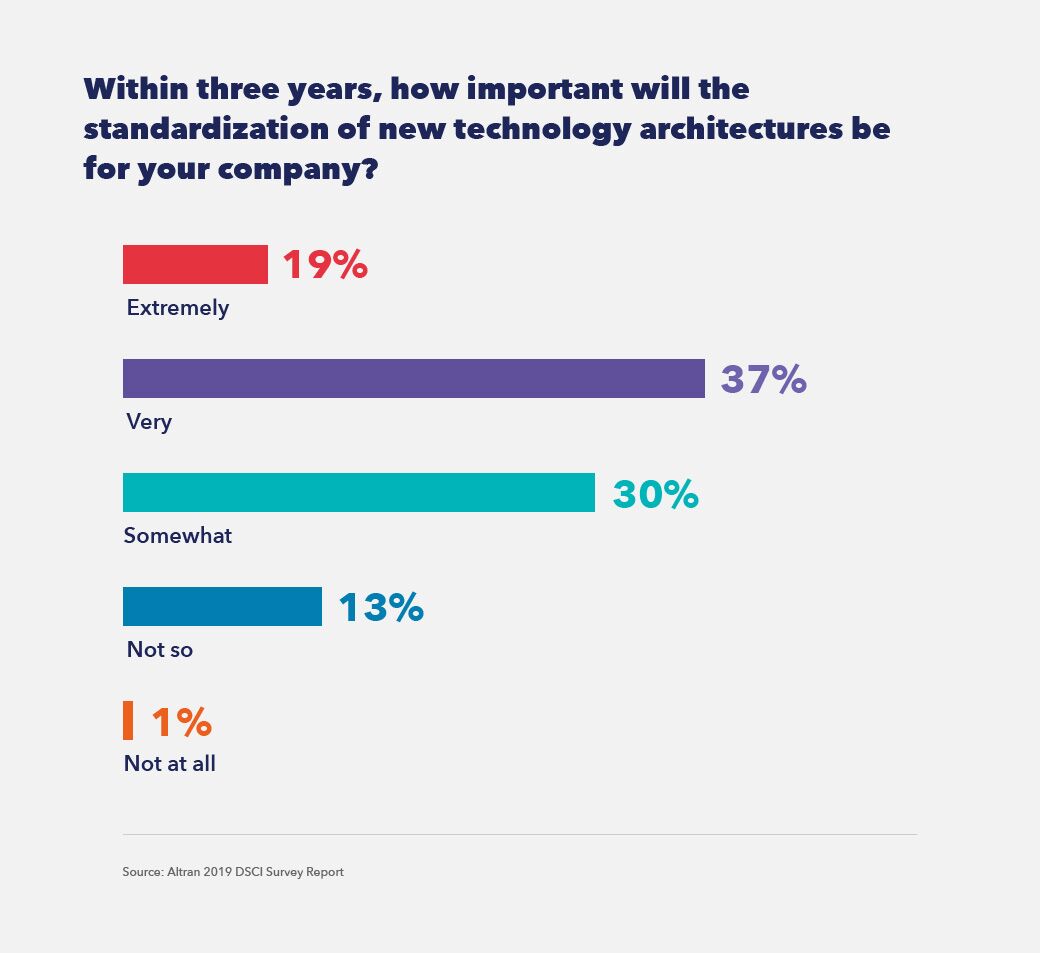 Within three years, how important will the
standardization of new technology architectures be
for your company?
19%
Extremely
37%
Very
30%
Somewhat
13%
Not so
1%
Not at all
Source: Altran 2019 DSCI Survey Report